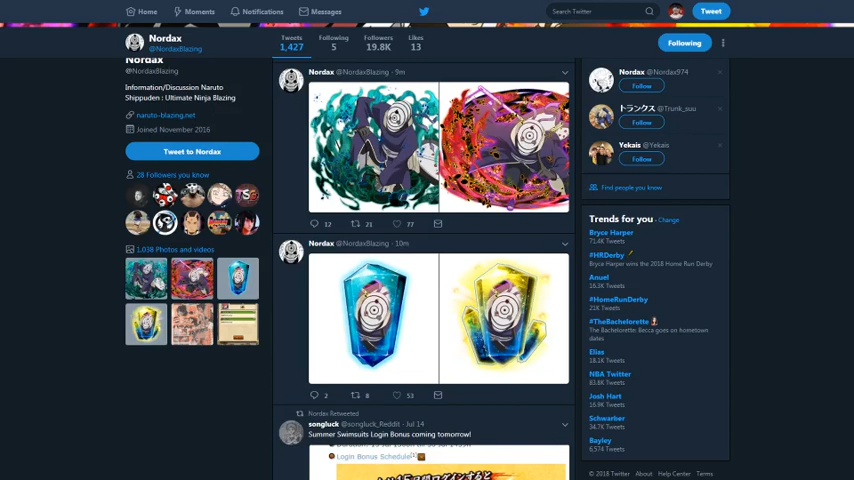 Home Moments Notifications Messages
Search Twitter
Tweet
Nordax
@NordaxBlazing
Tweets
1,427
Following
5
Followers
19.8K
Likes
13
Following
Nordax
@NordaxBlazing
Information/Discussion Naruto
Shippuden : Ultimate Ninja Blazing
naruto-blazing.net
Joined November 2016
Tweet to Nordax
28 Followers you know
1,038 Photos and videos
Nordax @NordaxBlazing · 9m
12 21 77
Nordax @NordaxBlazing · 10m
2 8 53
Nordax Retweeted
songluck @songluck_Reddit · Jul 14
Summer Swimsuits Login Bonus coming tomorrow!
Login Bonus Schedule[1]
Nordax @Nordax974
Follow
トランクス @Trunk_suu
Follow
Yekais @Yekais
Follow
Find people you know
Trends for you · Change
Bryce Harper
71.4K Tweets
#HRDerby
Bryce Harper wins the 2018 Home Run Derby
Anuel
16.3K Tweets
#HomeRunDerby
21K Tweets
#TheBachelorette
The Bachelorette: Becca goes on hometown
dates
Elias
18.1K Tweets
NBA Twitter
83.8K Tweets
Josh Hart
16.9K Tweets
Schwarber
34.7K Tweets
Bayley
6,574 Tweets
© 2018 Twitter About Help Center Terms